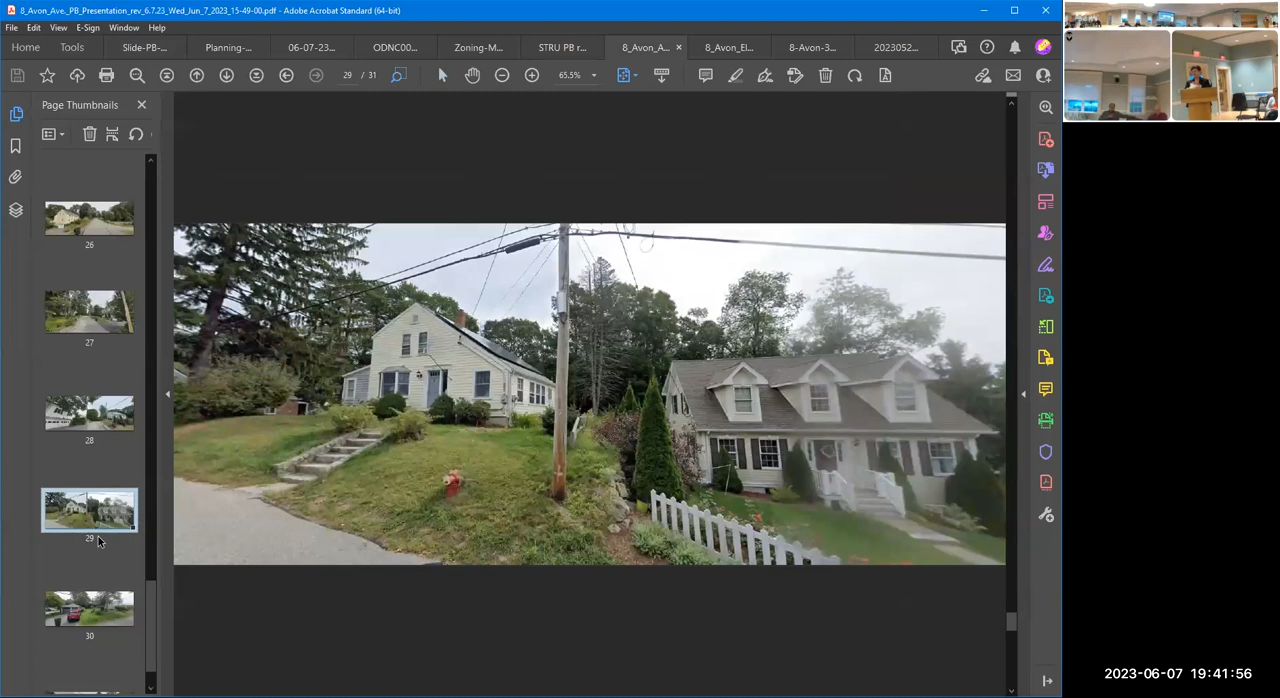 8_Avon_Ave._PB_Presentation_rev_6.7.23_Wed_Jun_7_2023_15-49-00.pdf - Adobe Acrobat Standard (64-bit)
File Edit View E-Sign Window Help
Home Tools Slide-PB-... Planning-... 06-07-23... ODNC00... Zoning-M... STRU PB r... 8_Avon_A... × 8_Avon_El... 8-Avon-3... 2023052...
29 / 31 65.5%
Page Thumbnails
26
27
28
29
30
2023-06-07 19:41:56